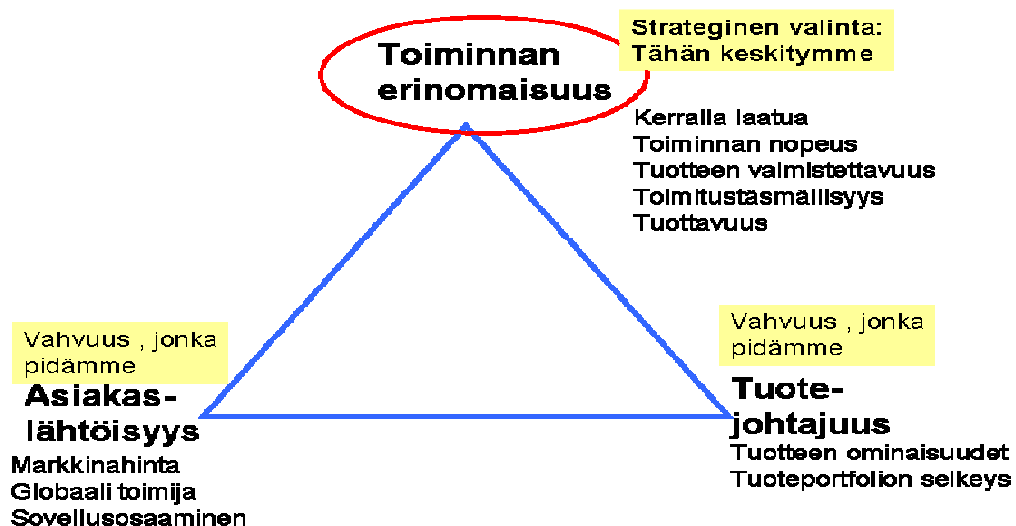 Strateginen valinta:
Tähän keskitymme
Toiminnan
erinomaisuus
Kerralla laatua
Toiminnan nopeus
Tuotteen valmistettavuus
Toimitustäsmällisyys
Tuottavuus
Vahvuus , jonka
pidämme
Asiakas-
lähtöisyys
Markkinahinta
Globaali toimija
Sovellusosaaminen
Vahvuus , jonka
pidämme
Tuote-
johtajuus
Tuotteen ominaisuudet
Tuoteportfolion selkeys